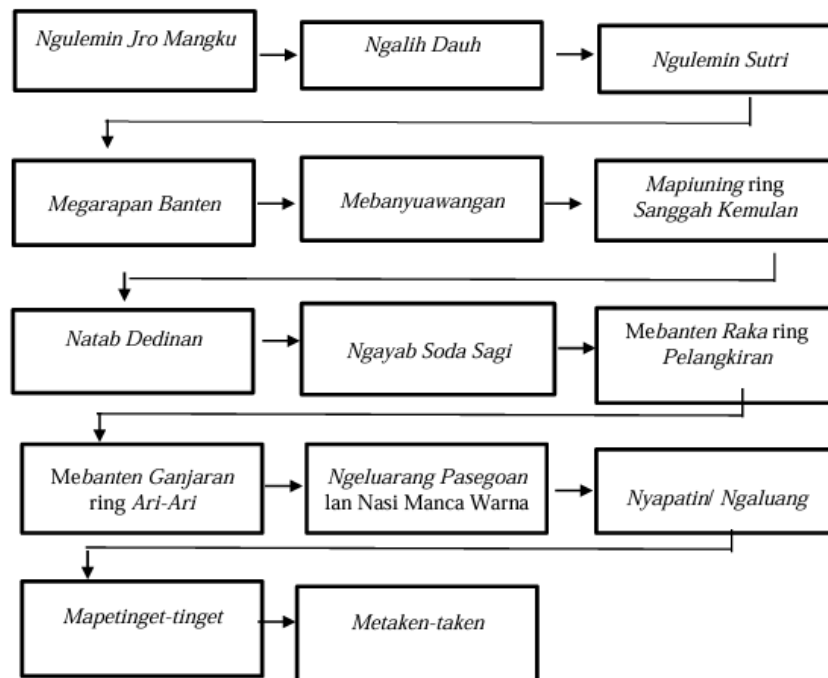 Ngulemin Jro Mangku
Ngalih Dauh
Ngulemin Sutri
Megarapan Banten
Mebanyuawangan
Mapiuning ring
Sanggah Kemulan
Natab Dedinan
Ngayab Soda Sagi
Mebanten Raka ring
Pelangkiran
Mebanten Ganjaran
ring Ari-Ari
Ngeluarang Pasegoan
lan Nasi Manca Warna
Nyapatin/ Ngaluang
Mapetinget-tinget
Metaken-taken